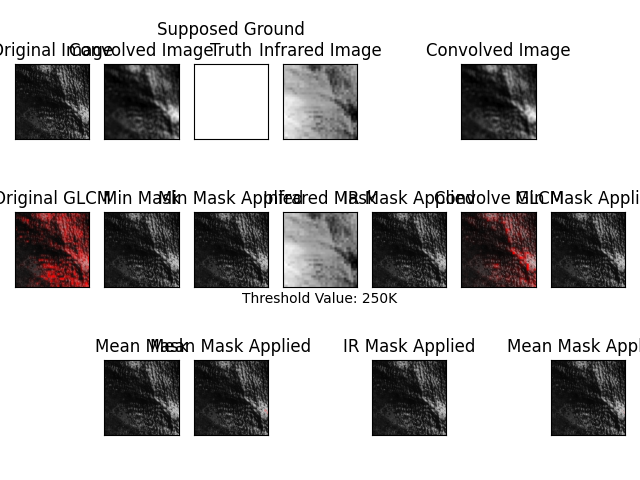 Supposed Ground
Original Image Convolved Image Truth Infrared Image Convolved Image
Original GLCM Min Mask Min Mask Applied Infrared Mask IR Mask Applied Convolve GLCM Min Mask Appli
Threshold Value: 250K
Mean Mask Mean Mask Applied IR Mask Applied Mean Mask Appl